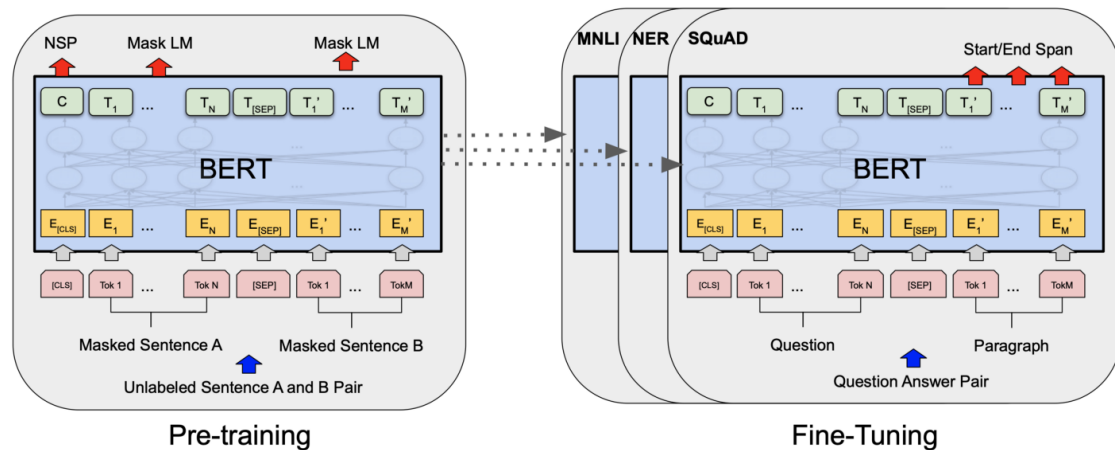 NSP Mask LM Mask LM
C T1 ... TN T[SEP] T1' ... TM'
...
BERT
...
E[CLS] E1 ... EN E[SEP] E1' ... EM'
[CLS] Tok 1 ... Tok N [SEP] Tok 1 ... TokM
Masked Sentence A Masked Sentence B
Unlabeled Sentence A and B Pair
Pre-training
MNLI NER SQuAD
Start/End Span
C T1 ... TN T[SEP] T1' ... TM'
...
BERT
...
E[CLS] E1 ... EN E[SEP] E1' ... EM'
[CLS] Tok 1 ... Tok N [SEP] Tok 1 ... TokM
Question Paragraph
Question Answer Pair
Fine-Tuning